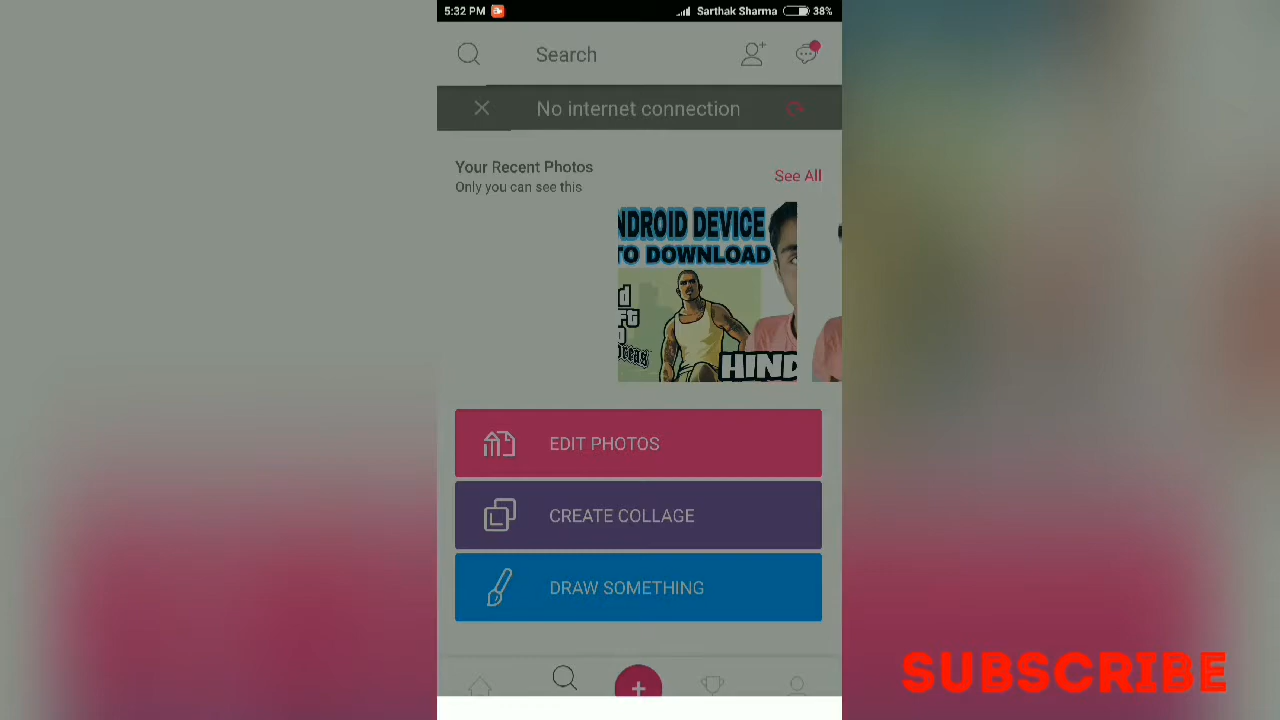 5:32 PM
Sarthak Sharma
38%
Search
No internet connection
Your Recent Photos
Only you can see this
See All
NDROID DEVICE
TO DOWNLOAD
HIND
EDIT PHOTOS
CREATE COLLAGE
DRAW SOMETHING
SUBSCRIBE